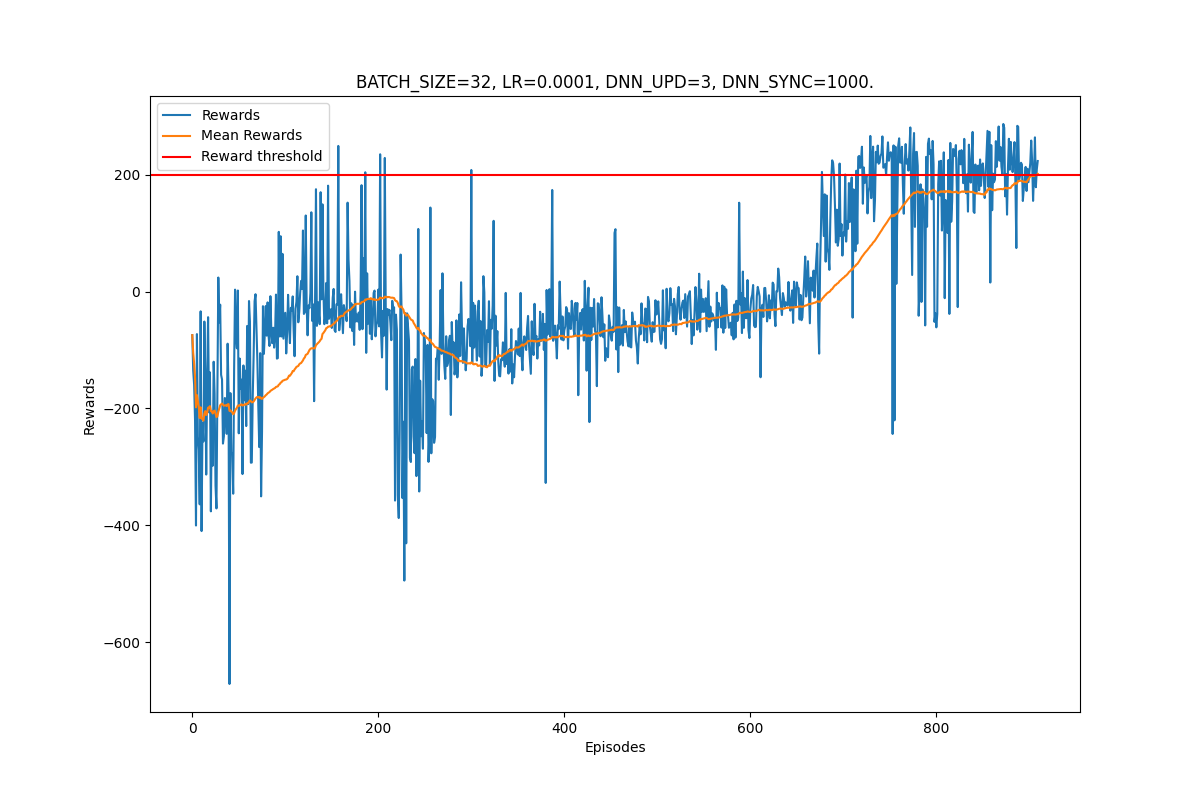 BATCH_SIZE=32, LR=0.0001, DNN_UPD=3, DNN_SYNC=1000.
Rewards
Mean Rewards
Reward threshold
200
0
−200
−400
−600
Rewards
0
200
400
600
800
Episodes